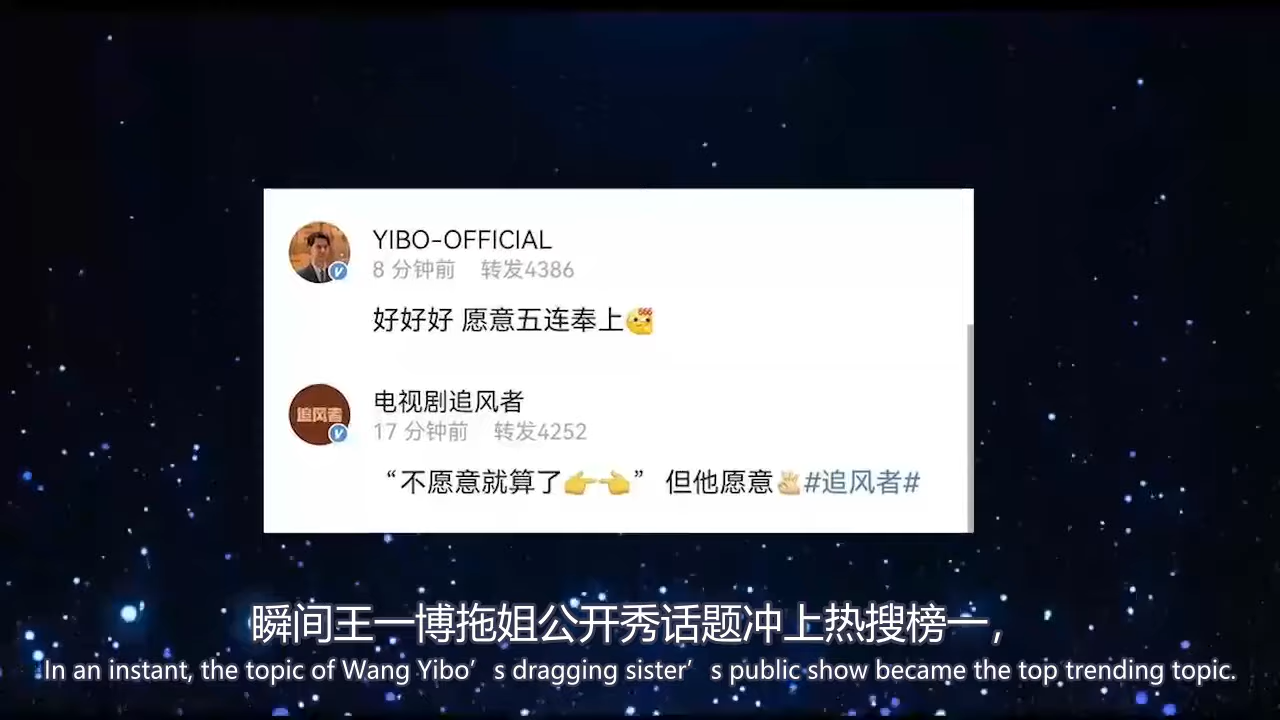 YIBO-OFFICIAL
8 分钟前 转发4386
好好好 愿意五连奉上
追风者
电视剧追风者
17 分钟前 转发4252
“不愿意就算了👉👈” 但他愿意👌🏻#追风者#
瞬间王一博拖姐公开秀话题冲上热搜榜一，
In an instant, the topic of Wang Yibo’s dragging sister’s public show became the top trending topic.